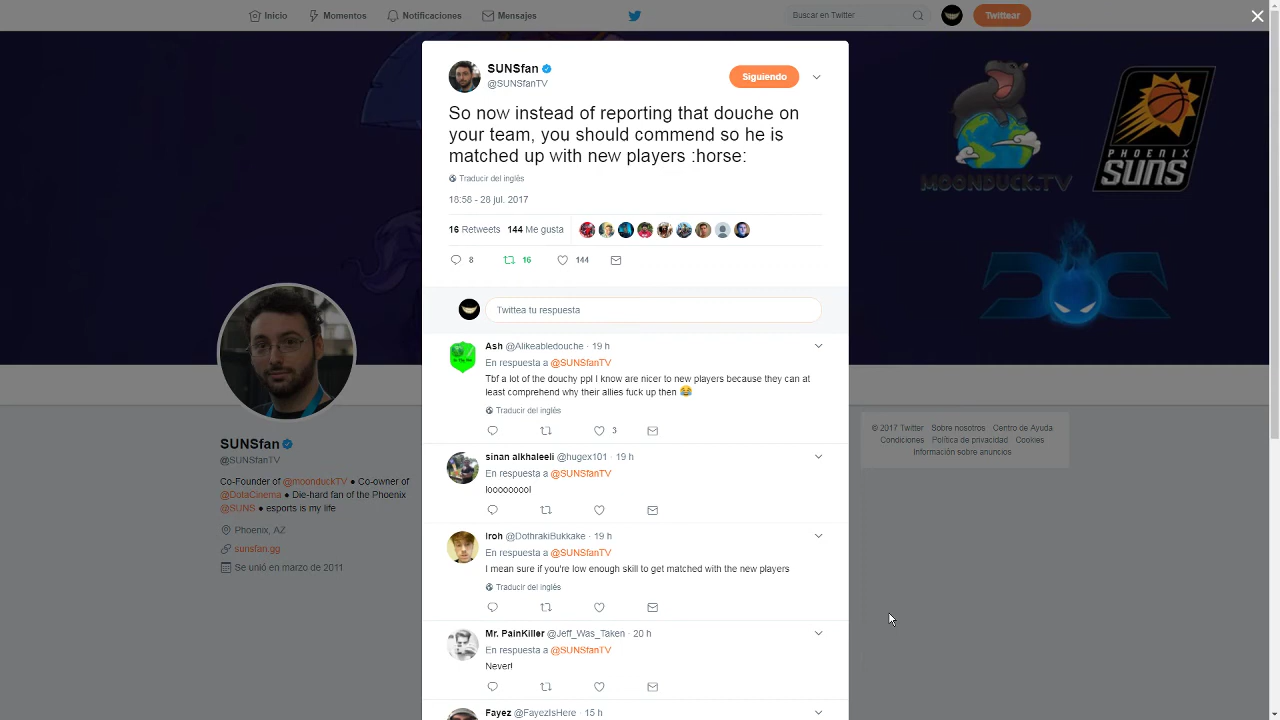 Inicio
Momentos
Notificaciones
Mensajes
Buscar en Twitter
Twittear
SUNSfan
@SUNSfanTV
Siguiendo
So now instead of reporting that douche on
your team, you should commend so he is
matched up with new players :horse:
Traducir del inglés
18:58 - 28 jul. 2017
16 Retweets 144 Me gusta
8
16
144
Twittea tu respuesta
Ash @Alikeabledouche · 19 h
En respuesta a @SUNSfanTV
Tbf a lot of the douchy ppl I know are nicer to new players because they can at
least comprehend why their allies fuck up then 😂
Traducir del inglés
3
sinan alkhaleeli @hugex101 · 19 h
En respuesta a @SUNSfanTV
looooooool
iroh @DothrakiBukkake · 19 h
En respuesta a @SUNSfanTV
I mean sure if you're low enough skill to get matched with the new players
Traducir del inglés
Mr. PainKiller @Jeff_Was_Taken · 20 h
En respuesta a @SUNSfanTV
Never!
Fayez @FayezIsHere · 15 h
SUNSfan
@SUNSfanTV
Co-Founder of @moonduckTV ● Co-owner of
@DotaCinema ● Die-hard fan of the Phoenix
@SUNS ● esports is my life
Phoenix, AZ
sunsfan.gg
Se unió en marzo de 2011
MOONDUCK.TV
PHOENIX
SUNS
© 2017 Twitter Sobre nosotros Centro de Ayuda
Condiciones Política de privacidad Cookies
Información sobre anuncios